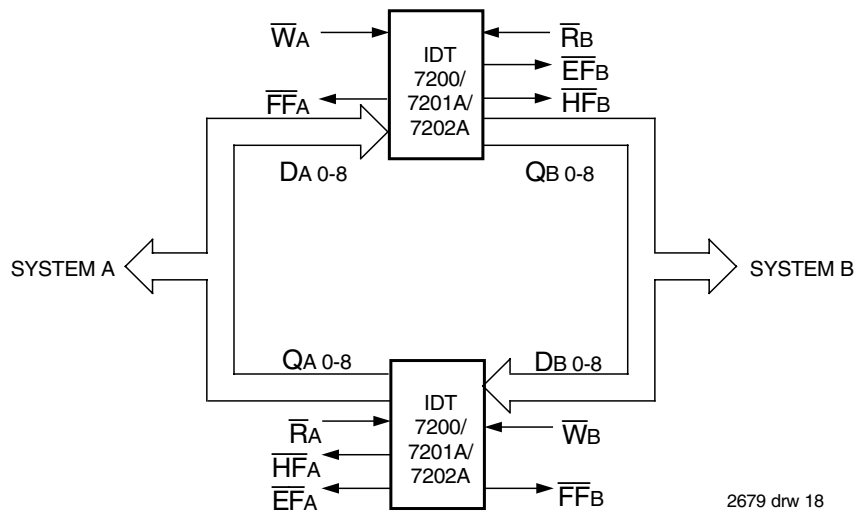 W̅A
IDT
7200/
7201A/
7202A
R̅B
E̅F̅B
F̅F̅A
H̅F̅B
DA 0-8
QB 0-8
SYSTEM A
SYSTEM B
QA 0-8
DB 0-8
IDT
7200/
7201A/
7202A
R̅A
W̅B
H̅F̅A
E̅F̅A
F̅F̅B
2679 drw 18